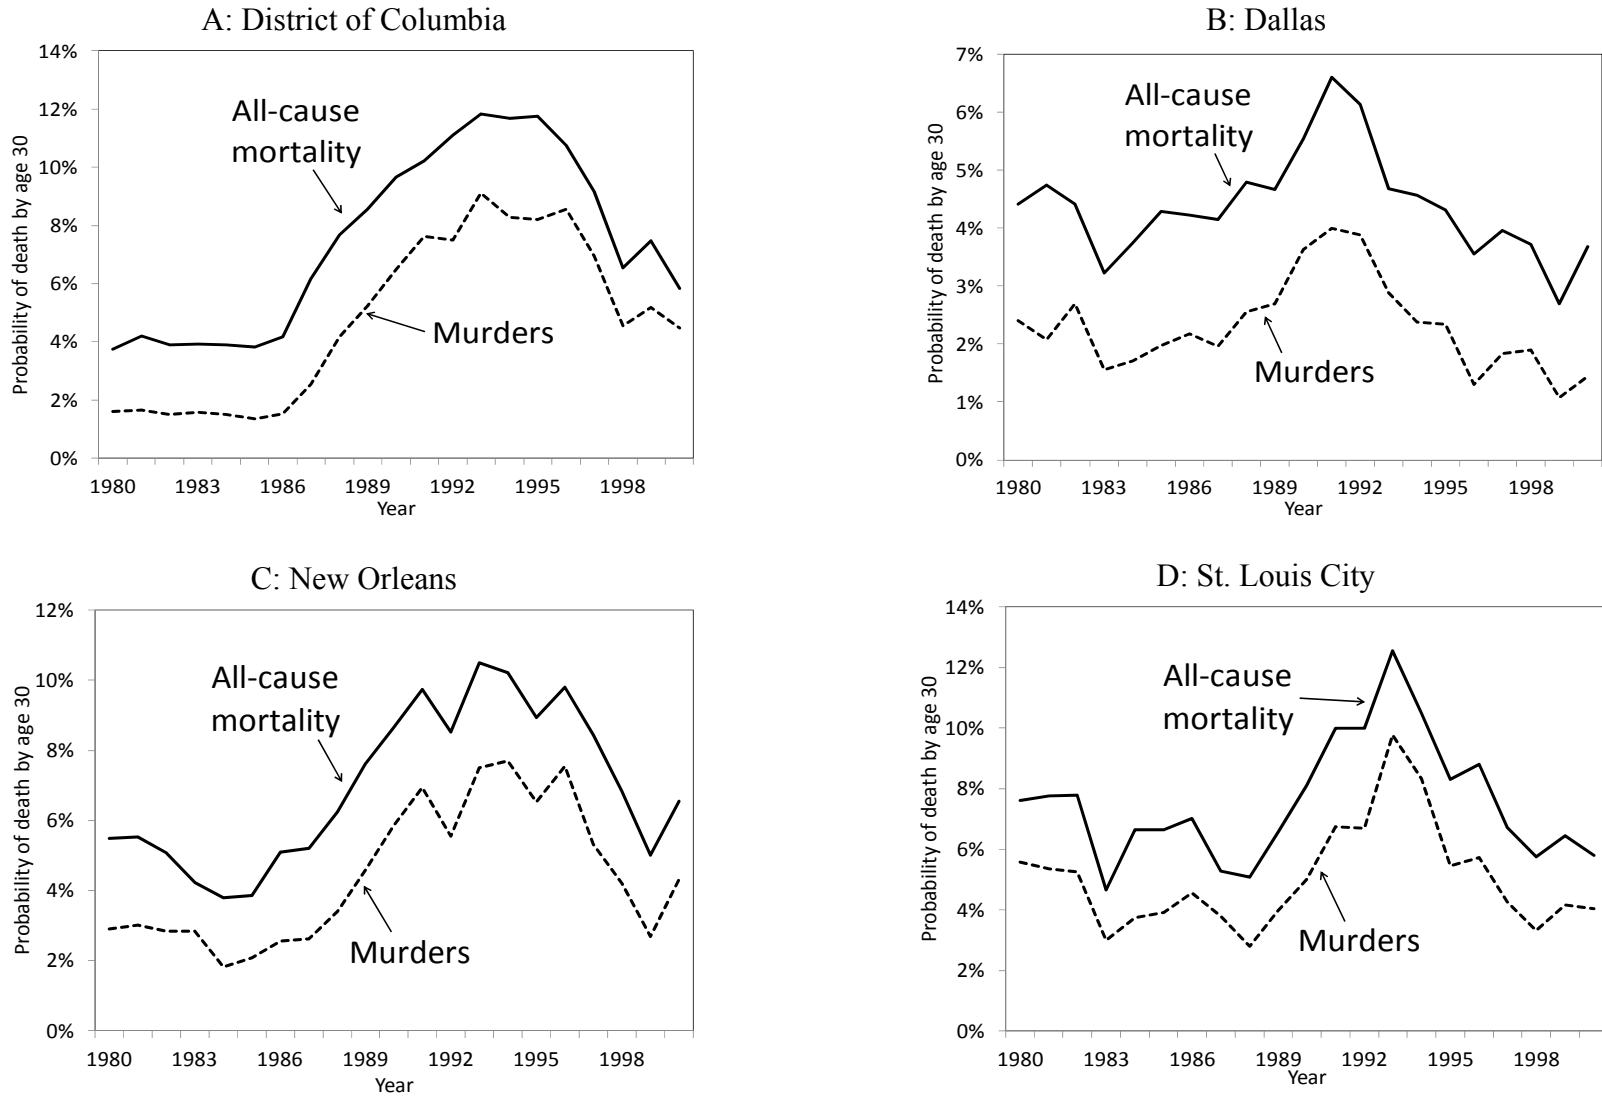 A: District of Columbia
Probability of death by age 30
14%
12%
10%
8%
6%
4%
2%
0%
All-cause
mortality
Murders
1980 1983 1986 1989 1992 1995 1998
Year
B: Dallas
Probability of death by age 30
7%
6%
5%
4%
3%
2%
1%
0%
All-cause
mortality
Murders
1980 1983 1986 1989 1992 1995 1998
Year
C: New Orleans
Probability of death by age 30
12%
10%
8%
6%
4%
2%
0%
All-cause
mortality
Murders
1980 1983 1986 1989 1992 1995 1998
Year
D: St. Louis City
Probability of death by age 30
14%
12%
10%
8%
6%
4%
2%
0%
All-cause
mortality
Murders
1980 1983 1986 1989 1992 1995 1998
Year